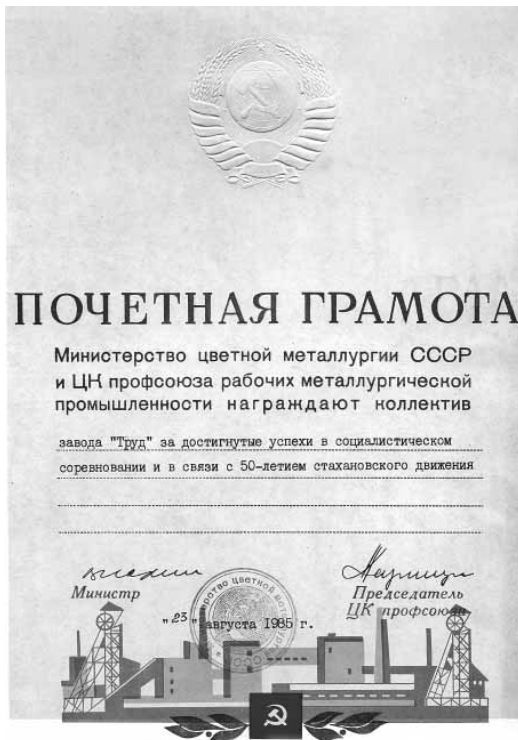 ПОЧЕТНАЯ ГРАМОТА
Министерство цветной металлургии СССР
и ЦК профсоюза рабочих металлургической
промышленности награждают коллектив
завода "Труд" за достигнутые успехи в социалистическом
соревновании и в связи с 50-летием стахановского движения
Министр
Председатель
ЦК профсоюза
"23" августа 1985 г.